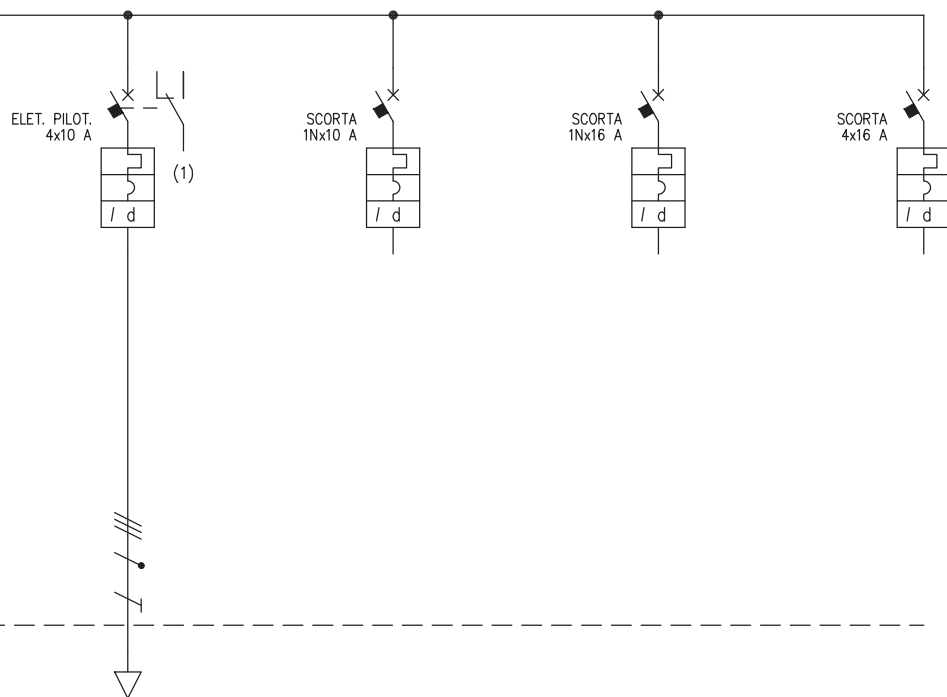 ELET. PILOT.
4x10 A
(1)
I d
SCORTA
1Nx10 A
I d
SCORTA
1Nx16 A
I d
SCORTA
4x16 A
I d